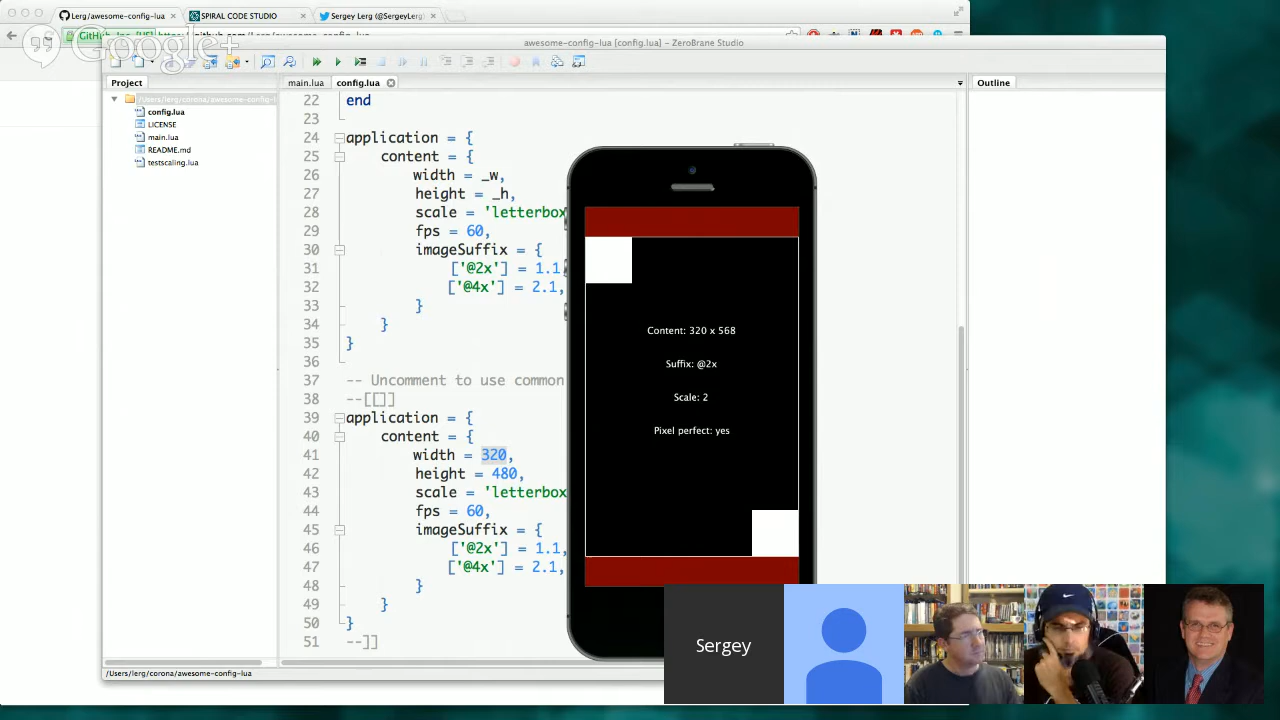 Lerg/awesome-config-lua
SPIRAL CODE STUDIO
Sergey Lerg (@SergeyLerg)
Google+
awesome-config-lua [config.lua] - ZeroBrane Studio
Project
main.lua
config.lua
Outline
/Users/lerg/corona/awesome-config-l
config.lua
LICENSE
main.lua
README.md
testscaling.lua
22 end
23
24 application = {
25 content = {
26 width = _w,
27 height = _h,
28 scale = 'letterbox
29 fps = 60,
30 imageSuffix = {
31 ['@2x'] = 1.1,
32 ['@4x'] = 2.1,
33 }
34 }
35 }
36
37 -- Uncomment to use common
38 --[[]]
39 application = {
40 content = {
41 width = 320,
42 height = 480,
43 scale = 'letterbox
44 fps = 60,
45 imageSuffix = {
46 ['@2x'] = 1.1,
47 ['@4x'] = 2.1,
48 }
49 }
50 }
51 --]]
Content: 320 x 568
Suffix: @2x
Scale: 2
Pixel perfect: yes
/Users/lerg/corona/awesome-config-lua
Sergey